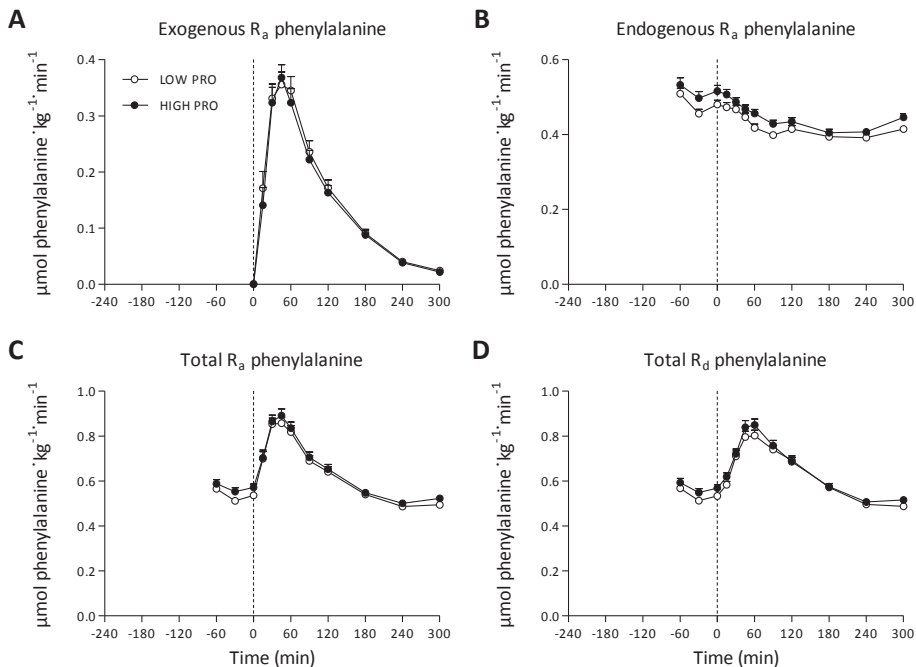 A
Exogenous Ra phenylalanine
μmol phenylalanine·kg-1·min-1
0.4
0.3
0.2
0.1
0.0
LOW PRO
HIGH PRO
-240 -180 -120 -60 0 60 120 180 240 300
B
Endogenous Ra phenylalanine
μmol phenylalanine·kg-1·min-1
0.6
0.4
0.2
0.0
-240 -180 -120 -60 0 60 120 180 240 300
C
Total Ra phenylalanine
μmol phenylalanine·kg-1·min-1
1.0
0.8
0.6
0.4
0.2
0.0
-240 -180 -120 -60 0 60 120 180 240 300
Time (min)
D
Total Rd phenylalanine
μmol phenylalanine·kg-1·min-1
1.0
0.8
0.6
0.4
0.2
0.0
-240 -180 -120 -60 0 60 120 180 240 300
Time (min)